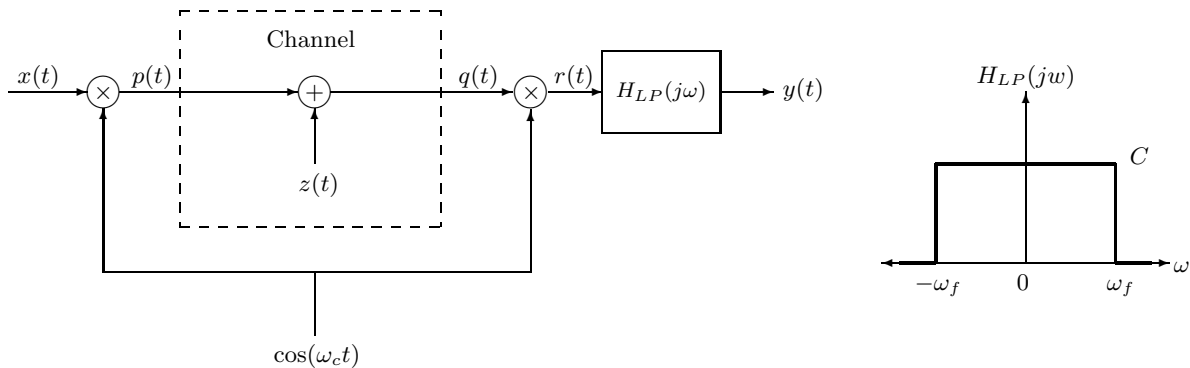 Channel
x(t) × p(t) + q(t) × r(t) H_{LP}(jω) y(t)
z(t)
cos(ω_c t)
H_{LP}(jw)
C
ω
−ω_f 0 ω_f